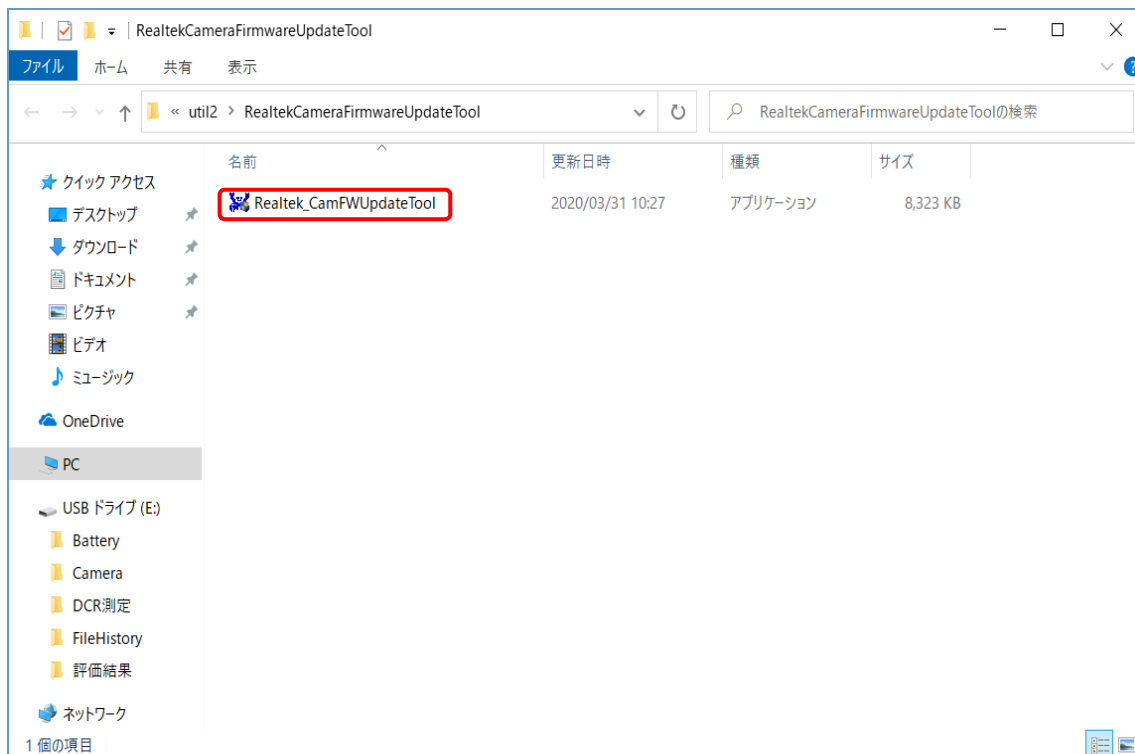 RealtekCameraFirmwareUpdateTool
ファイル ホーム 共有 表示 ?
« util2 > RealtekCameraFirmwareUpdateTool RealtekCameraFirmwareUpdateToolの検索
名前 更新日時 種類 サイズ
クイック アクセス
Realtek_CamFWUpdateTool 2020/03/31 10:27 アプリケーション 8,323 KB
デスクトップ
ダウンロード
ドキュメント
ピクチャ
ビデオ
ミュージック
OneDrive
PC
USB ドライブ (E:)
Battery
Camera
DCR測定
FileHistory
評価結果
ネットワーク
1 個の項目